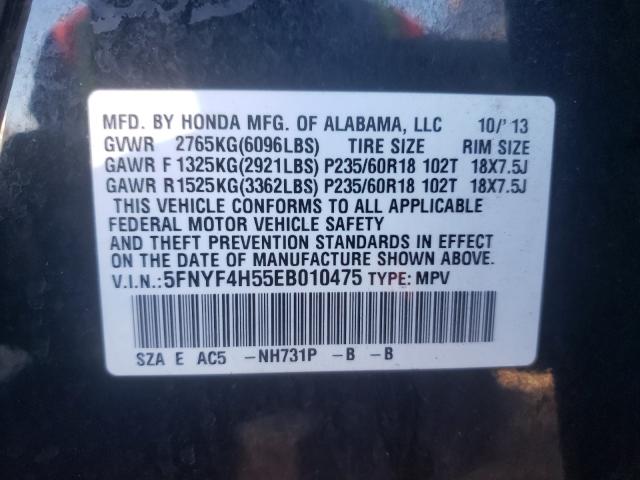 MFD. BY HONDA MFG. OF ALABAMA, LLC 10/'13
GVWR 2765KG(6096LBS) TIRE SIZE RIM SIZE
GAWR F 1325KG(2921LBS) P235/60R18 102T 18X7.5J
GAWR R 1525KG(3362LBS) P235/60R18 102T 18X7.5J
THIS VEHICLE CONFORMS TO ALL APPLICABLE
FEDERAL MOTOR VEHICLE SAFETY
AND THEFT PREVENTION STANDARDS IN EFFECT
ON THE DATE OF MANUFACTURE SHOWN ABOVE.
V.I.N.: 5FNYF4H55EB010475 TYPE: MPV
SZA E AC5 -NH731P -B -B